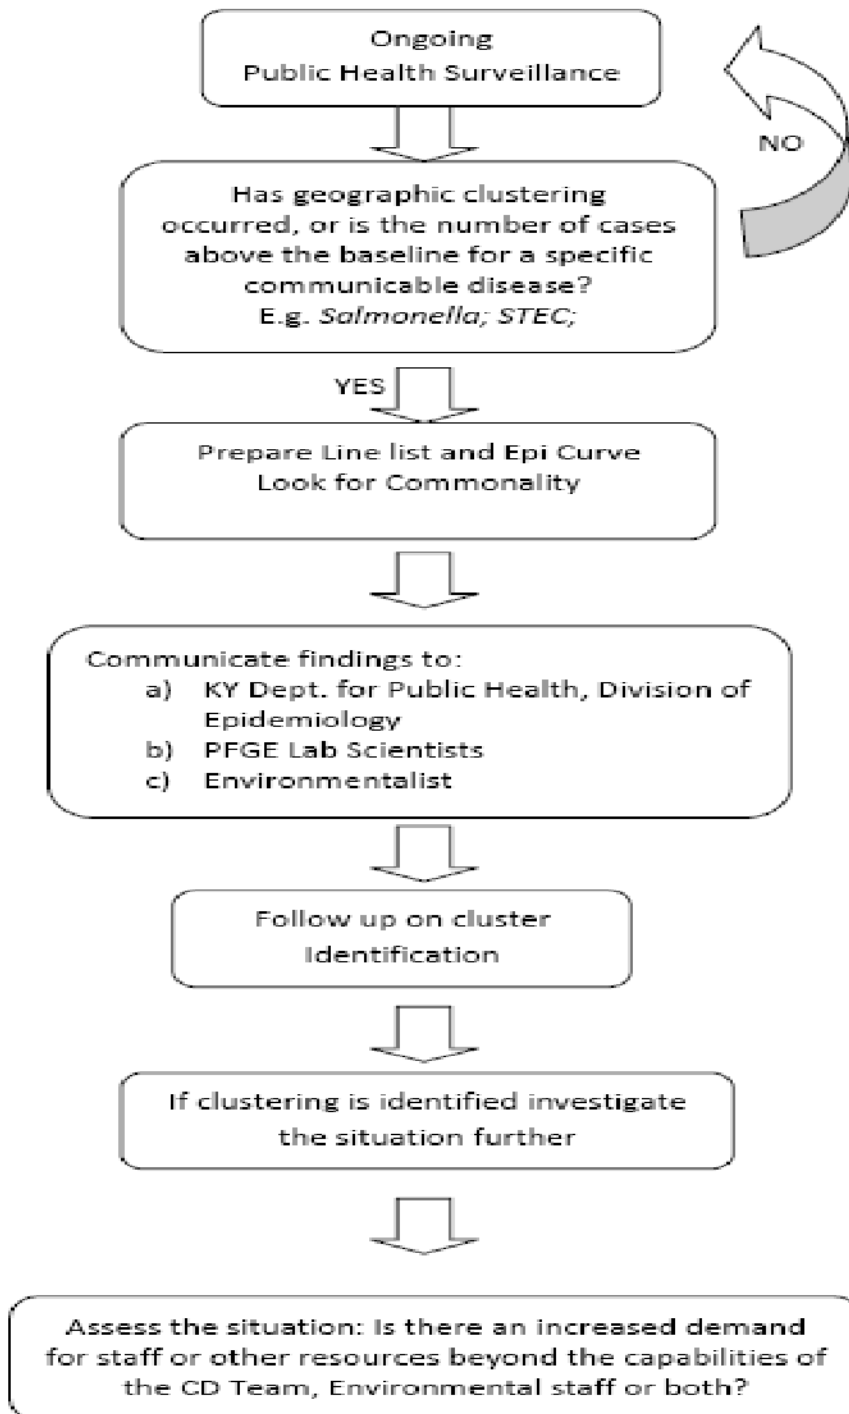 Ongoing
Public Health Surveillance
NO
Has geographic clustering
occurred, or is the number of cases
above the baseline for a specific
communicable disease?
E.g. Salmonella; STEC;
YES
Prepare Line list and Epi Curve
Look for Commonality
Communicate findings to:
a) KY Dept. for Public Health, Division of
Epidemiology
b) PFGE Lab Scientists
c) Environmentalist
Follow up on cluster
Identification
If clustering is identified investigate
the situation further
Assess the situation: Is there an increased demand
for staff or other resources beyond the capabilities of
the CD Team, Environmental staff or both?